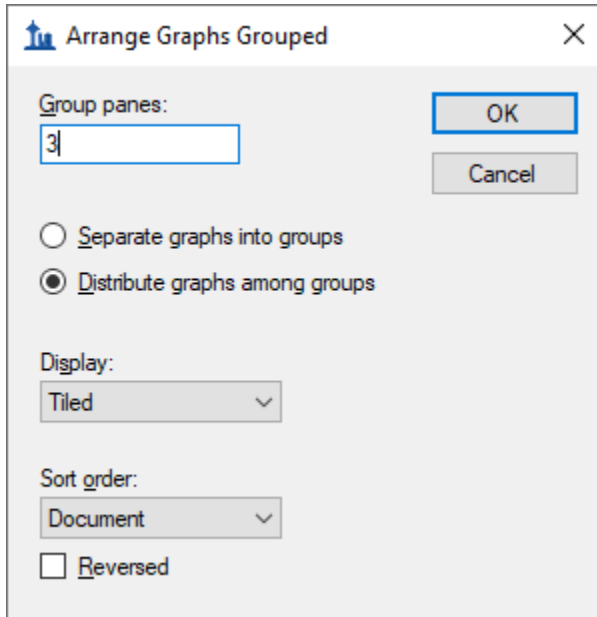 Arrange Graphs Grouped
Group panes:
3
OK
Cancel
Separate graphs into groups
Distribute graphs among groups
Display:
Tiled
Sort order:
Document
Reversed